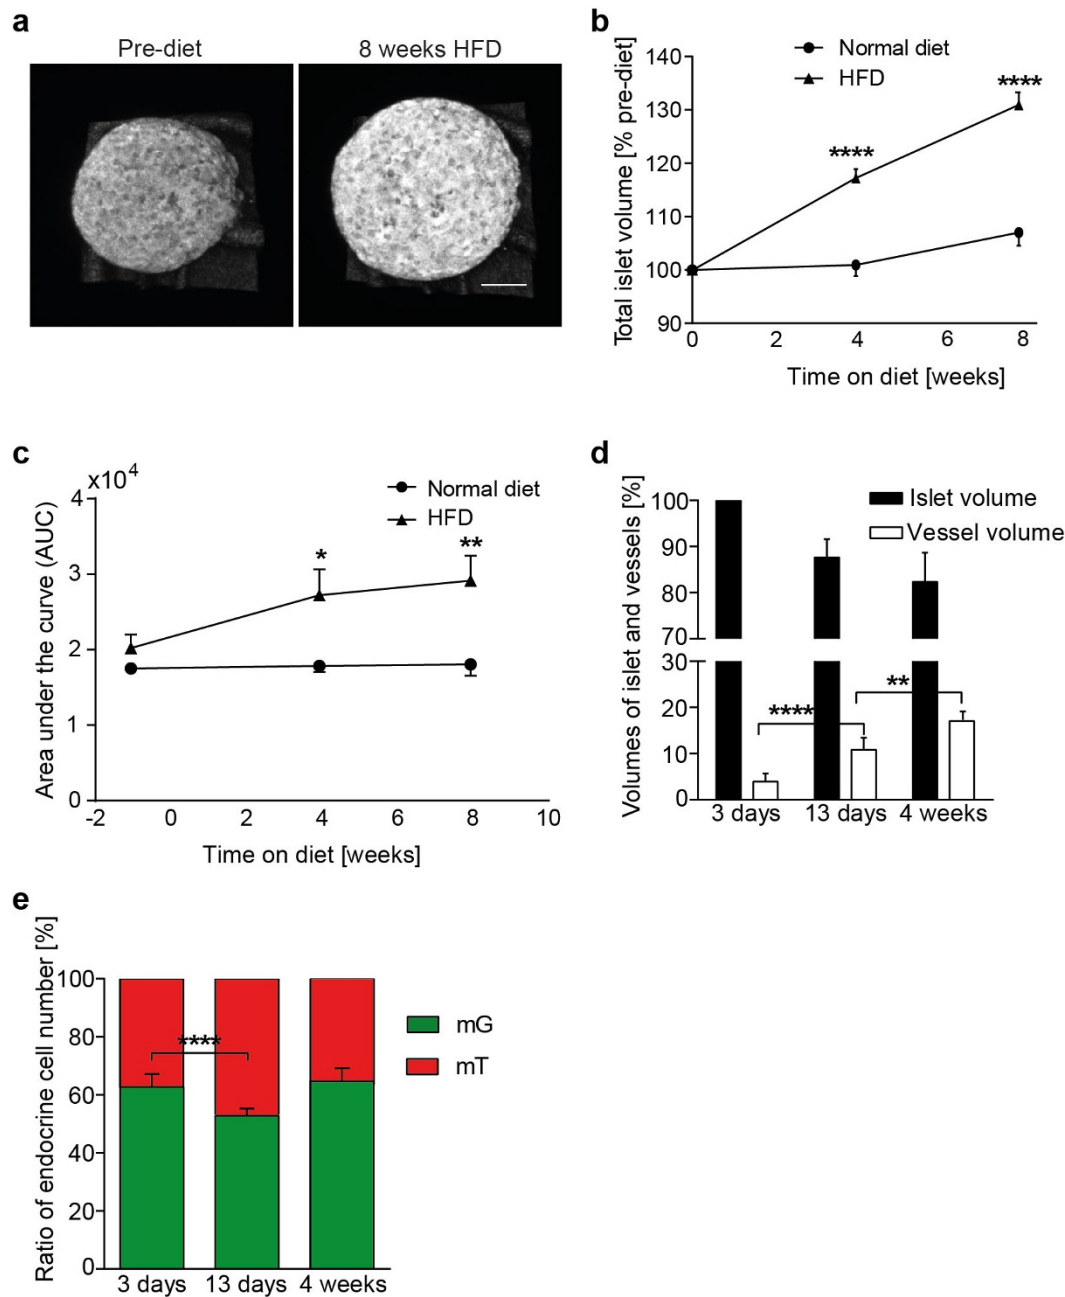 a
Pre-diet
8 weeks HFD
b
Total islet volume [% pre-diet]
140
130
120
110
100
90
0
2
4
6
8
Time on diet [weeks]
Normal diet
HFD
****
****
c
x10⁴
Area under the curve (AUC)
4
3
2
1
0
-2
0
2
4
6
8
10
Time on diet [weeks]
Normal diet
HFD
*
**
d
Volumes of islet and vessels [%]
100
90
80
70
30
20
10
0
3 days
13 days
4 weeks
Islet volume
Vessel volume
****
**
e
Ratio of endocrine cell number [%]
100
80
60
40
20
0
3 days
13 days
4 weeks
****
mG
mT